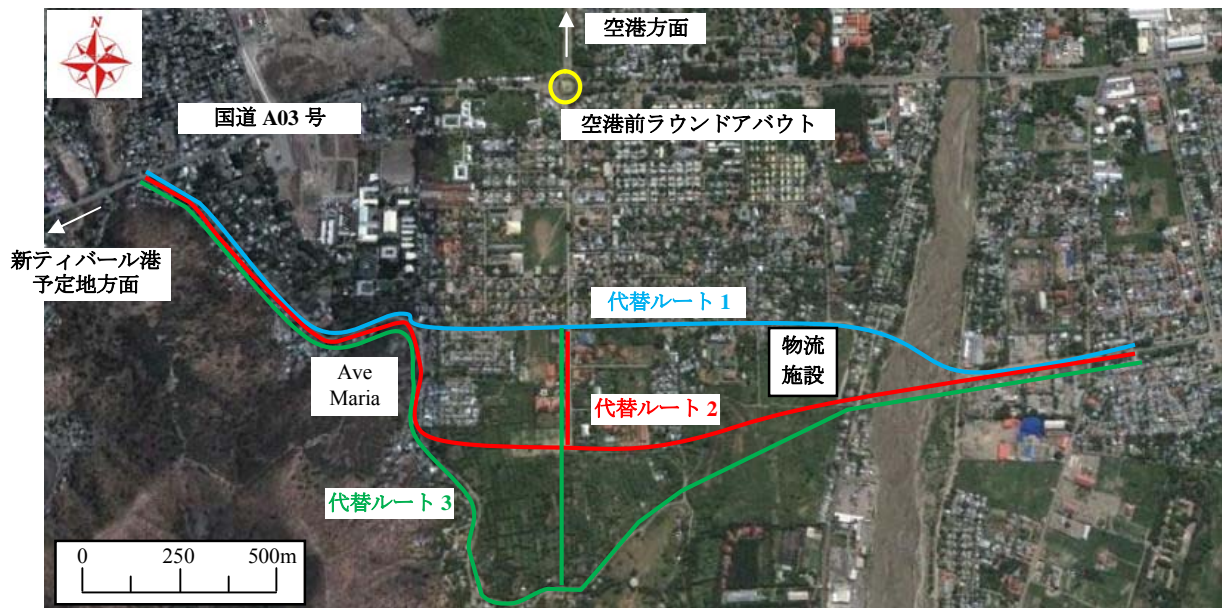 N
空港方面
国道 A03 号
空港前ラウンドアバウト
新ティバール港
予定地方面
代替ルート 1
物流
施設
Ave
Maria
代替ルート 2
代替ルート 3
0 250 500m